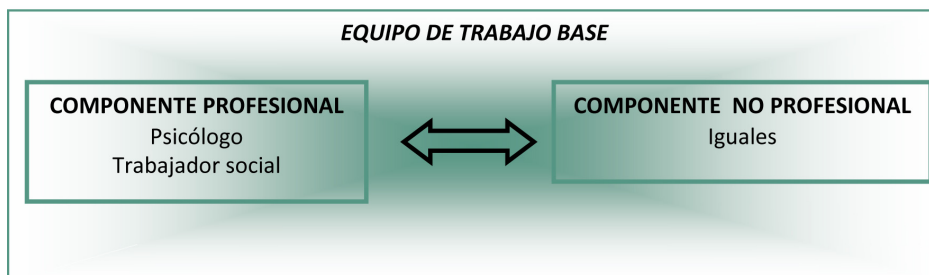 EQUIPO DE TRABAJO BASE
COMPONENTE PROFESIONAL
Psicólogo
Trabajador social
COMPONENTE NO PROFESIONAL
Iguales